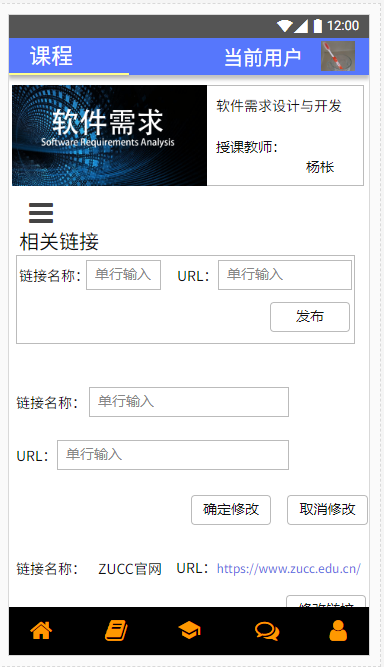 12:00
课程 当前用户
软件需求
Software Requirements Analysis
软件需求设计与开发
授课教师：
杨枨
相关链接
链接名称： 单行输入 URL： 单行输入
发布
链接名称： 单行输入
URL： 单行输入
确定修改 取消修改
链接名称： ZUCC官网 URL： https://www.zucc.edu.cn/
修改链接